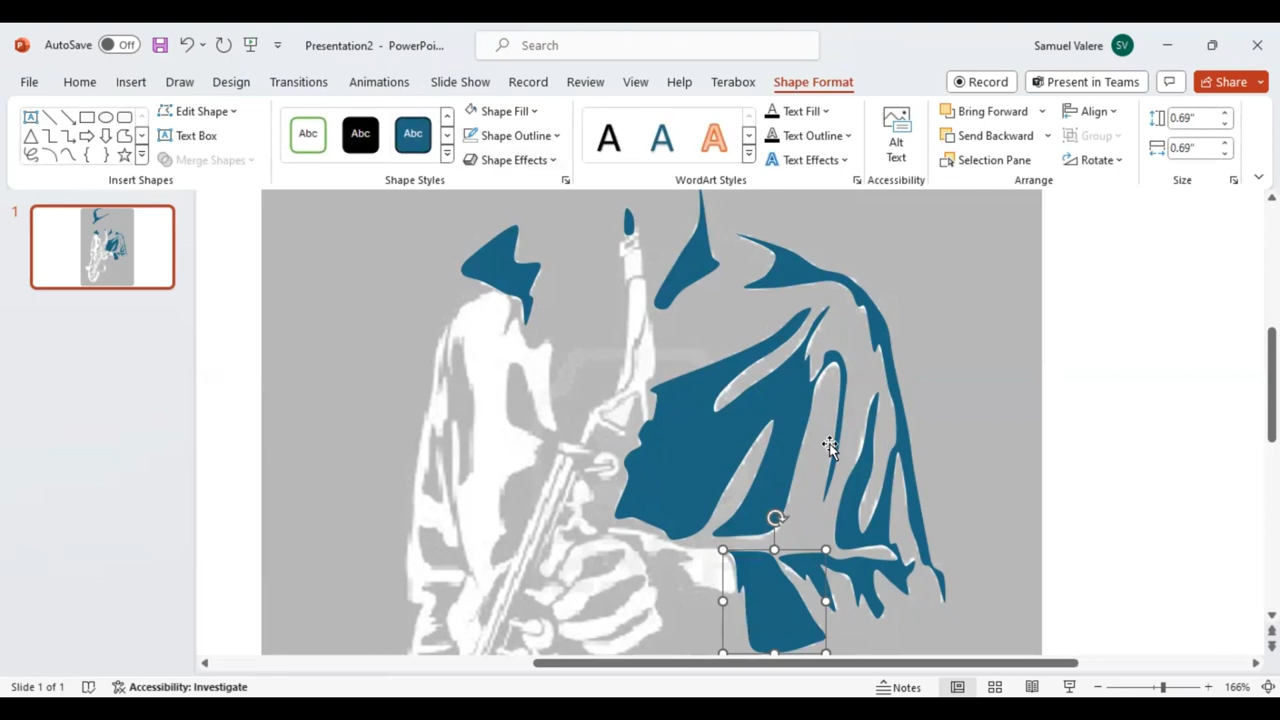 AutoSave Off Presentation2 - PowerPoi... Search Samuel Valere SV
File Home Insert Draw Design Transitions Animations Slide Show Record Review View Help Terabox Shape Format Record Present in Teams Share
Edit Shape Abc Abc Abc Shape Fill A A A Text Fill Bring Forward Align 0.69"
Text Box Shape Outline Text Outline Alt Text Send Backward Group
Merge Shapes Shape Effects Text Effects Selection Pane Rotate 0.69"
Insert Shapes Shape Styles WordArt Styles Accessibility Arrange Size
1
Slide 1 of 1 Accessibility: Investigate Notes 166%